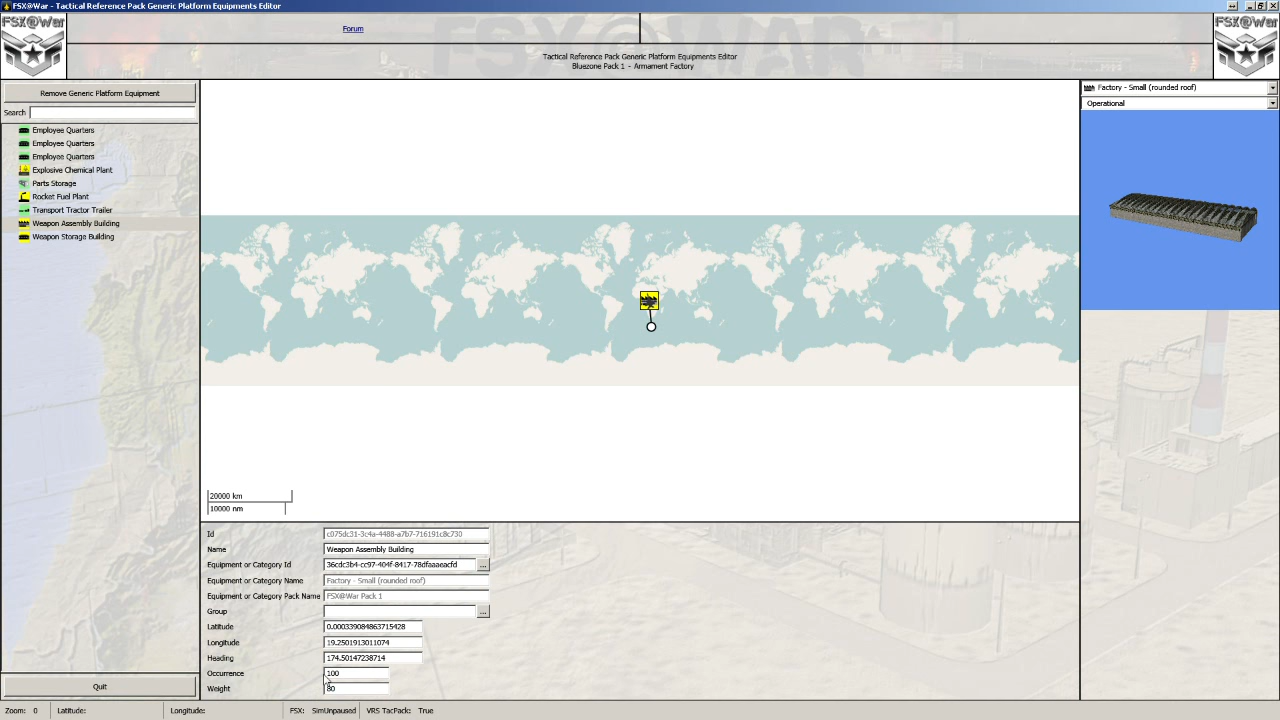 FSX@War - Tactical Reference Pack Generic Platform Equipments Editor
FSX@War
Forum
FSX@WAR
FSX@War
Tactical Reference Pack Generic Platform Equipments Editor
Bluezone Pack 1 - Armament Factory
Remove Generic Platform Equipment
Search
Employee Quarters
Employee Quarters
Employee Quarters
Explosive Chemical Plant
Parts Storage
Rocket Fuel Plant
Transport Tractor Trailer
Weapon Assembly Building
Weapon Storage Building
Quit
20000 km
10000 nm
Factory - Small (rounded roof)
Operational
Id c075dc31-3c4a-4488-a7b7-716191c8c730
Name Weapon Assembly Building
Equipment or Category Id 36cdc3b4-cc97-404f-8417-78dfaaaeacfd ...
Equipment or Category Name Factory - Small (rounded roof)
Equipment or Category Pack Name FSX@War Pack 1
Group ...
Latitude 0.000339084863715428
Longitude 19.2501913011074
Heading 174.50147238714
Occurrence 100
Weight 80
Zoom: 0 Latitude: Longitude: FSX: SimUnpaused VRS TacPack: True